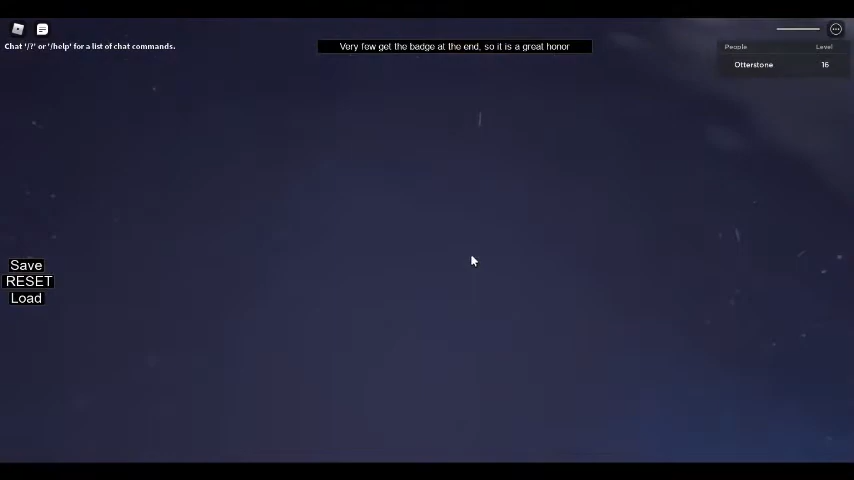 Chat '/?' or '/help' for a list of chat commands.
Very few get the badge at the end, so it is a great honor
People Level
Otterstone 16
Save
RESET
Load